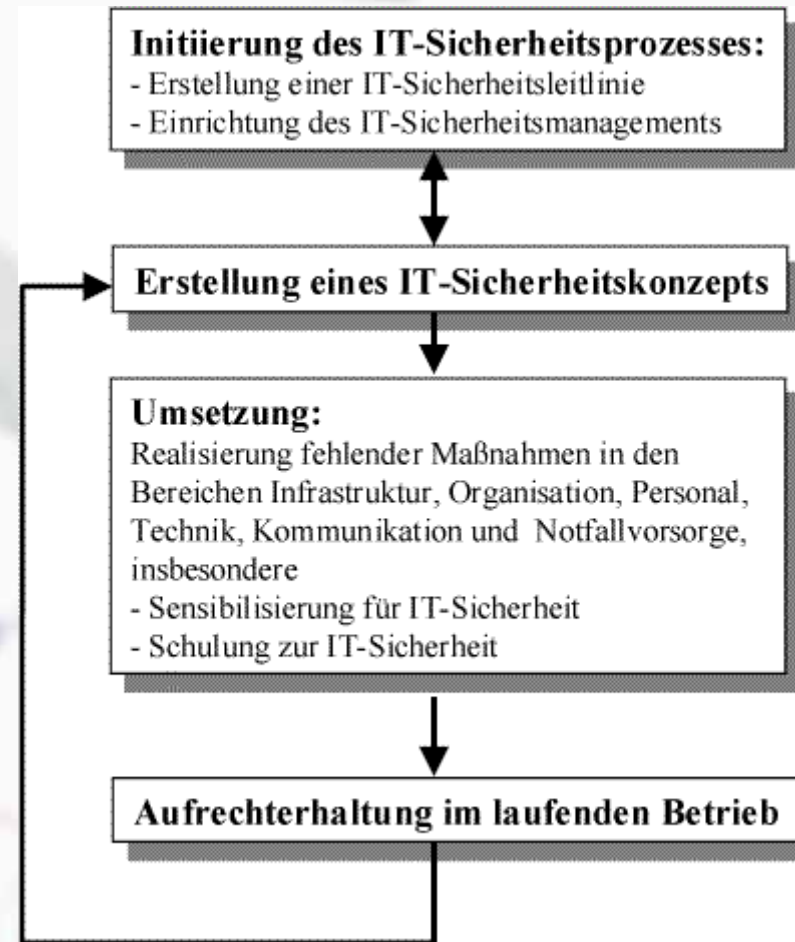 Initiierung des IT-Sicherheitsprozesses:
- Erstellung einer IT-Sicherheitsleitlinie
- Einrichtung des IT-Sicherheitsmanagements
Erstellung eines IT-Sicherheitskonzepts
Umsetzung:
Realisierung fehlender Maßnahmen in den
Bereichen Infrastruktur, Organisation, Personal,
Technik, Kommunikation und Notfallvorsorge,
insbesondere
- Sensibilisierung für IT-Sicherheit
- Schulung zur IT-Sicherheit
Aufrechterhaltung im laufenden Betrieb